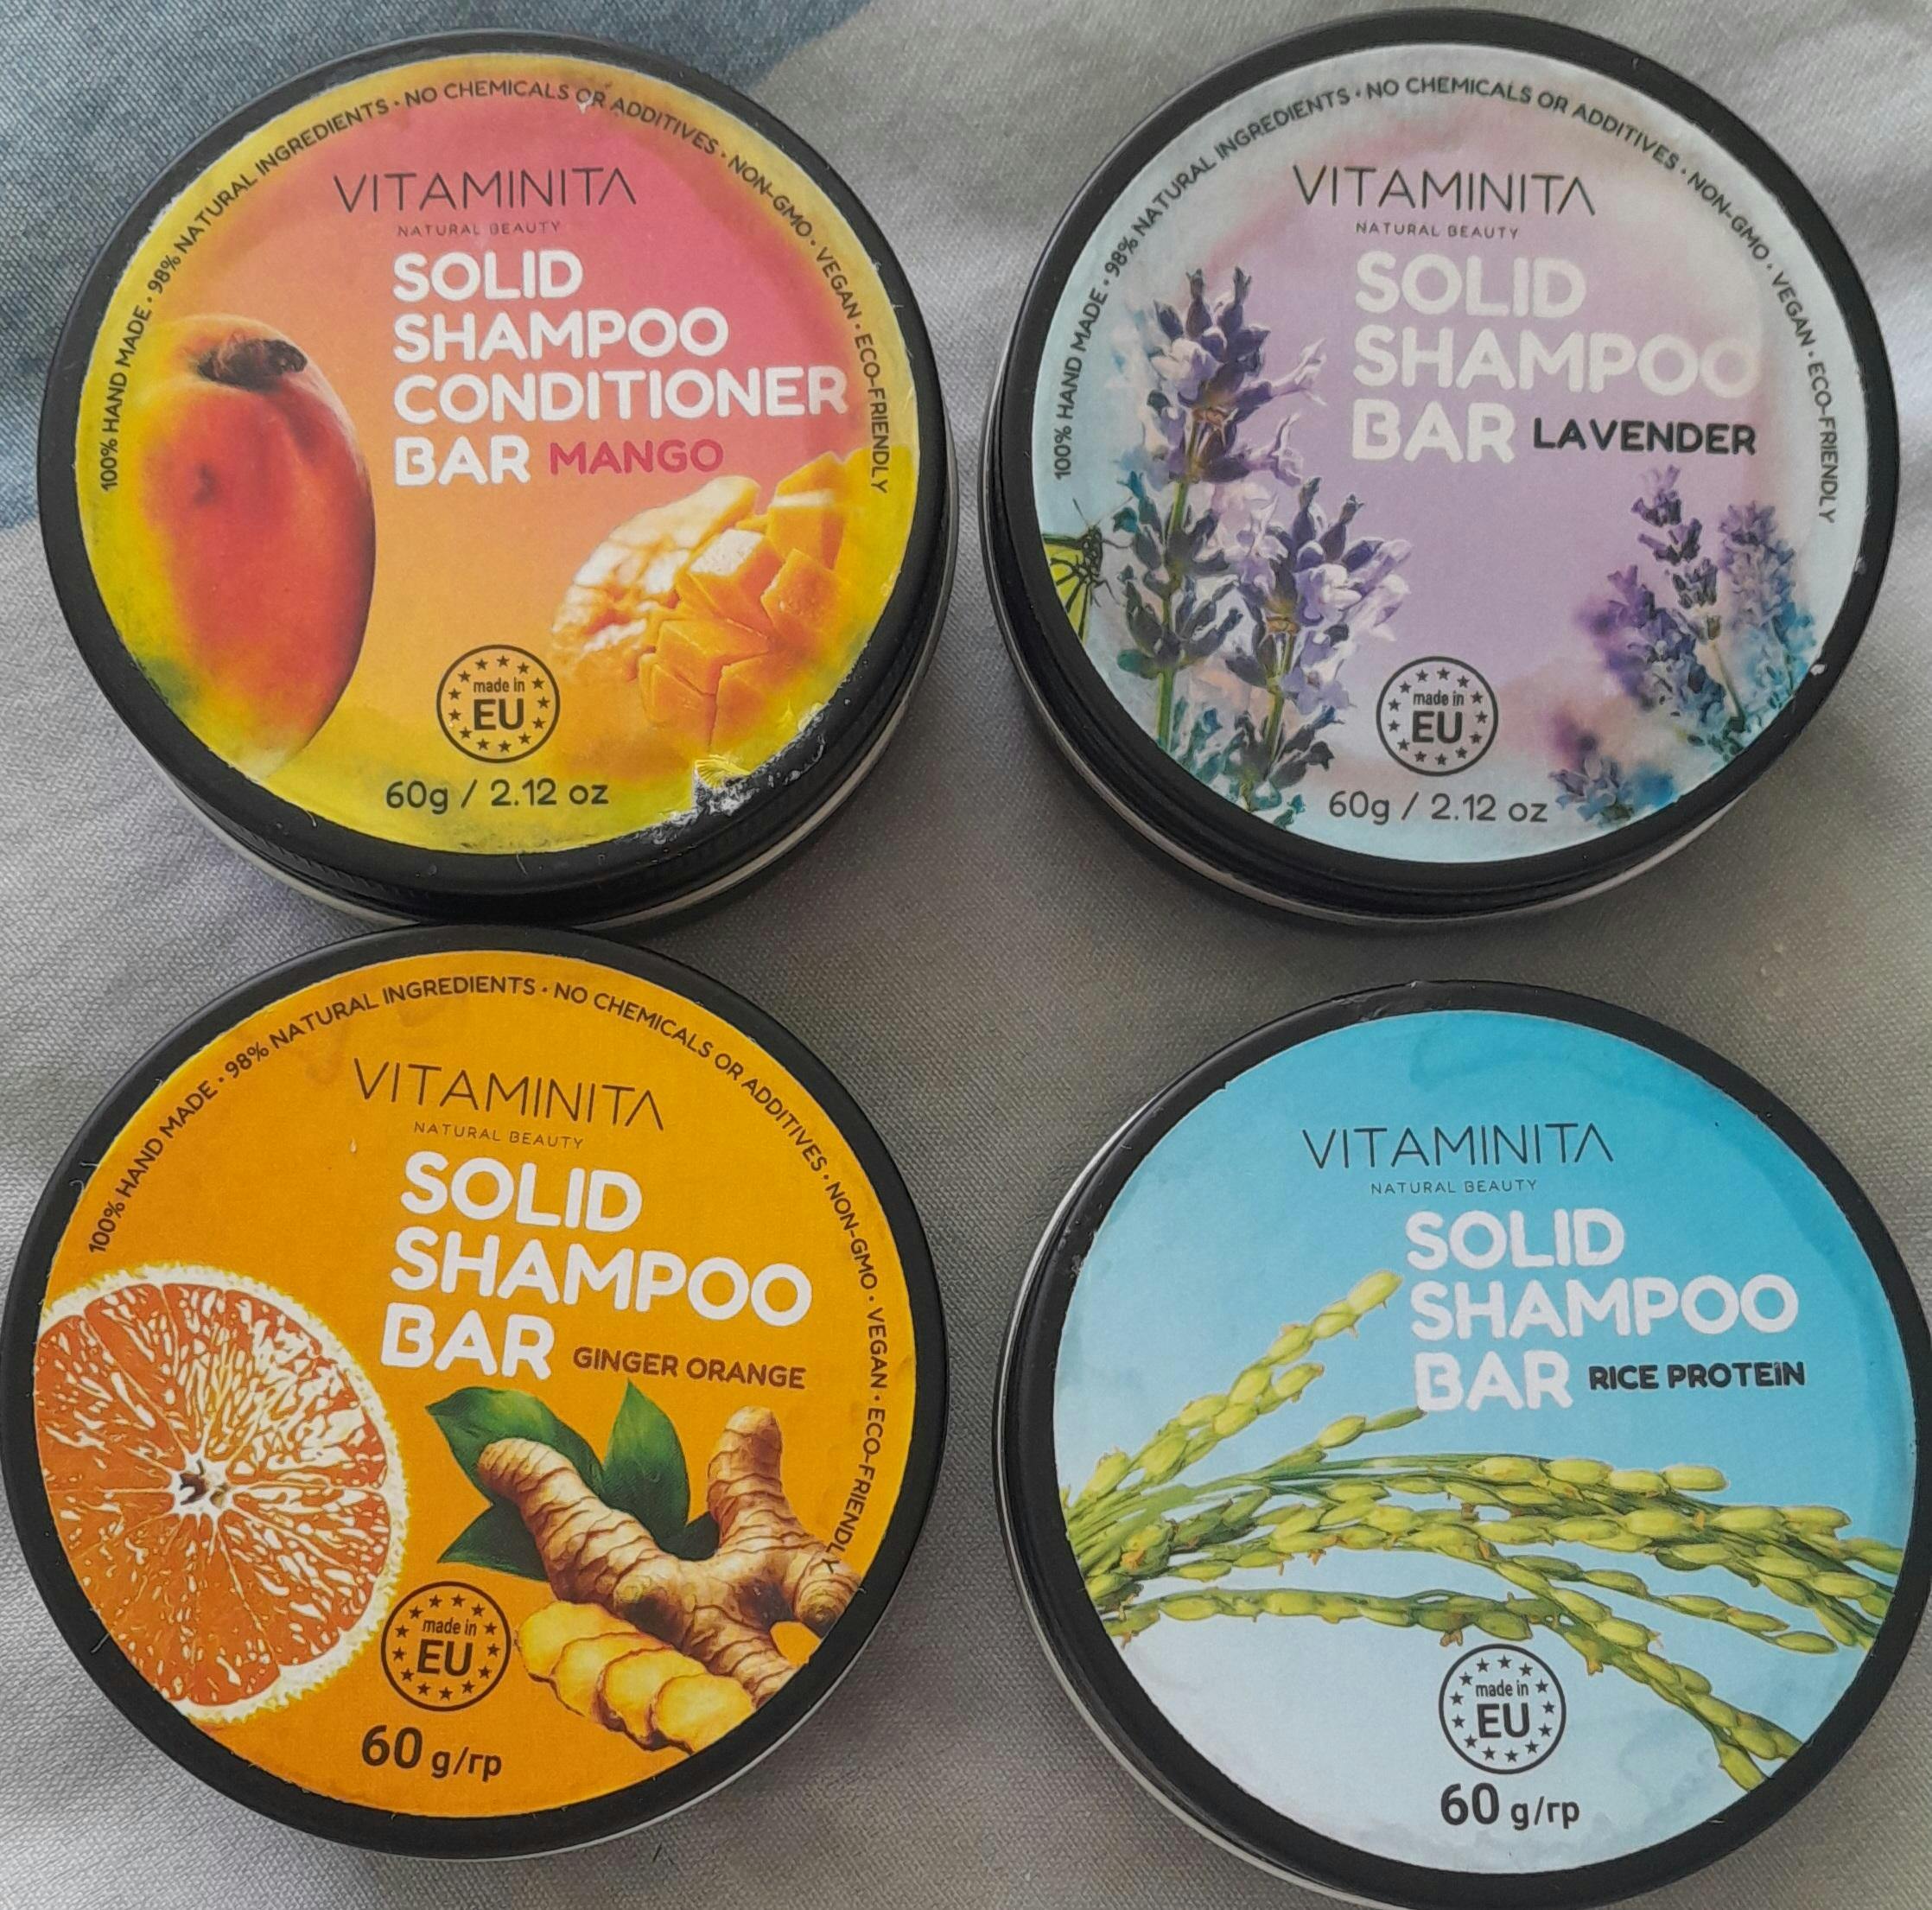 100% HAND MADE • 98% NATURAL INGREDIENTS • NO CHEMICALS OR ADDITIVES • NON-GMO • VEGAN • ECO-FRIENDLY
VITAMINITA
NATURAL BEAUTY
SOLID
SHAMPOO
CONDITIONER
BAR MANGO
made in
EU
60g / 2.12 oz
100% HAND MADE • 98% NATURAL INGREDIENTS • NO CHEMICALS OR ADDITIVES • NON-GMO • VEGAN • ECO-FRIENDLY
VITAMINITA
NATURAL BEAUTY
SOLID
SHAMPOO
BAR LAVENDER
made in
EU
60g / 2.12 oz
100% HAND MADE • 98% NATURAL INGREDIENTS • NO CHEMICALS OR ADDITIVES • NON-GMO • VEGAN • ECO-FRIENDLY
VITAMINITA
NATURAL BEAUTY
SOLID
SHAMPOO
BAR GINGER ORANGE
made in
EU
60 g/гр
VITAMINITA
NATURAL BEAUTY
SOLID
SHAMPOO
BAR RICE PROTEIN
made in
EU
60 g/гр